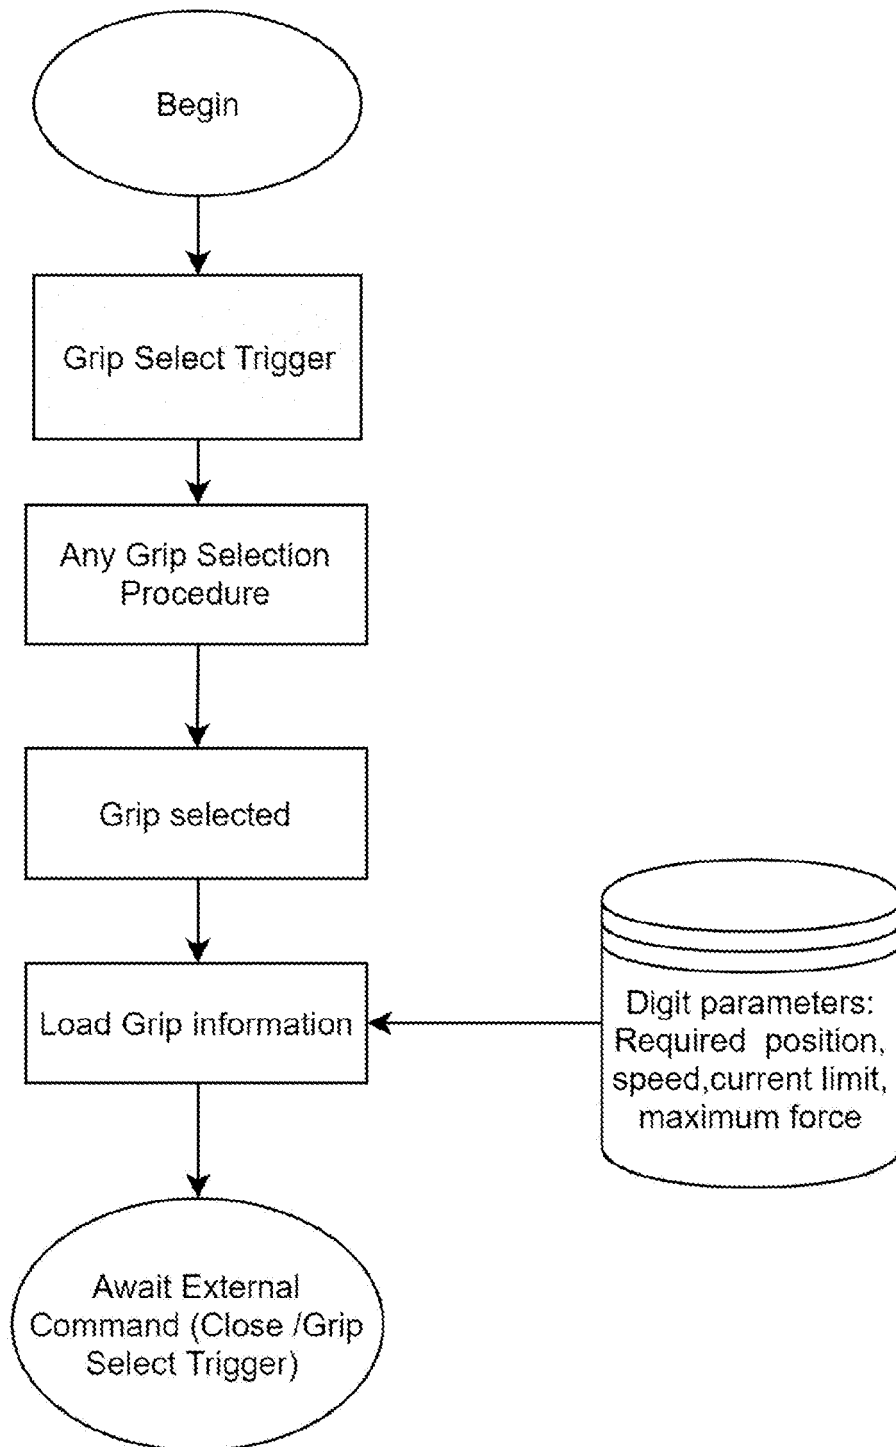 Begin
Grip Select Trigger
Any Grip Selection
Procedure
Grip selected
Load Grip information
Digit parameters:
Required position,
speed,current limit,
maximum force
Await External
Command (Close /Grip
Select Trigger)